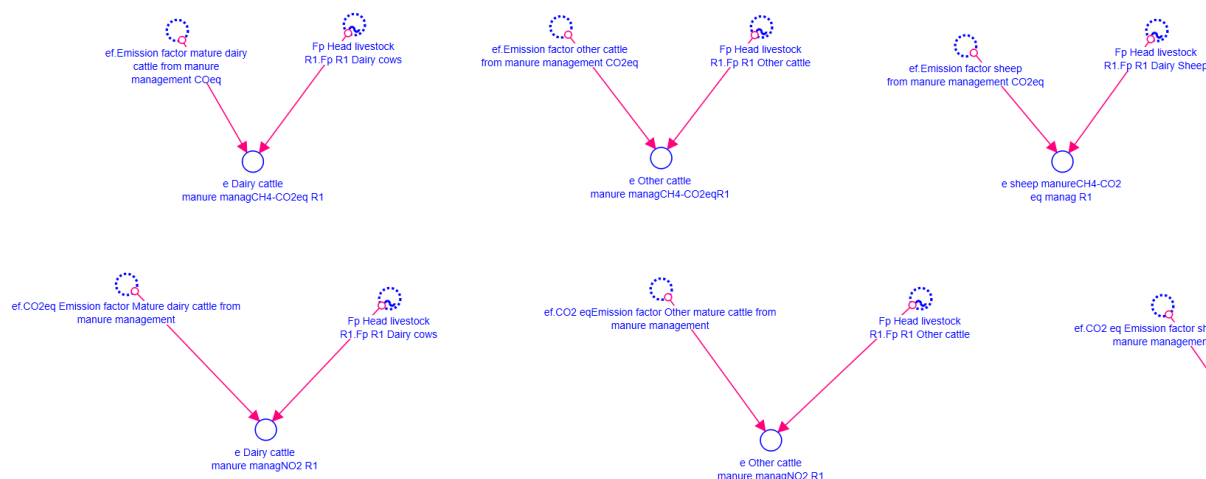 ef.Emission factor mature dairy
cattle from manure
management COeq
Fp Head livestock
R1.Fp R1 Dairy cows
e Dairy cattle
manure managCH4-CO2eq R1
ef.Emission factor other cattle
from manure management CO2eq
Fp Head livestock
R1.Fp R1 Other cattle
e Other cattle
manure managCH4-CO2eqR1
ef.Emission factor sheep
from manure management CO2eq
Fp Head livestock
R1.Fp R1 Dairy Sheep
e sheep manureCH4-CO2
eq manag R1
ef.CO2eq Emission factor Mature dairy cattle from
manure management
Fp Head livestock
R1.Fp R1 Dairy cows
e Dairy cattle
manure managNO2 R1
ef.CO2 eqEmission factor Other mature cattle from
manure management
Fp Head livestock
R1.Fp R1 Other cattle
e Other cattle
manure managNO2 R1
ef.CO2 eq Emission factor
manure